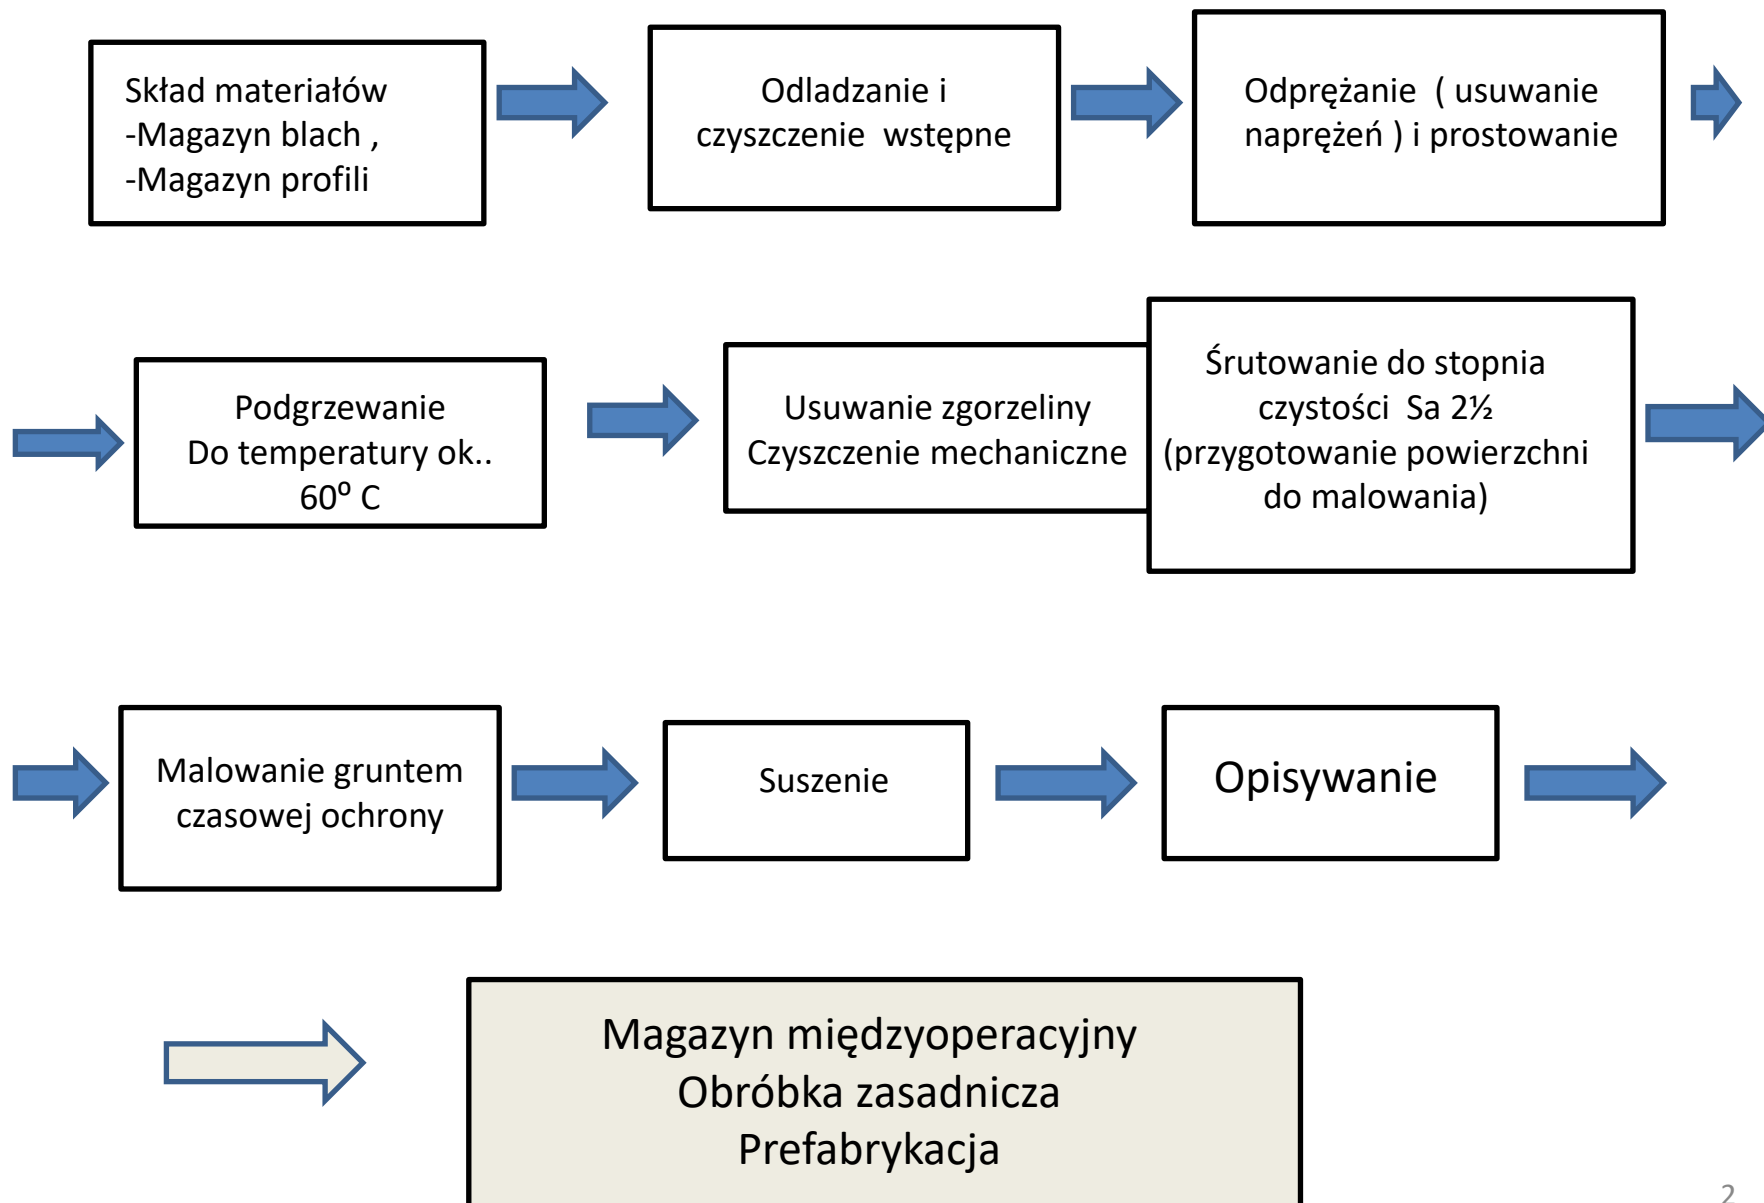 Skład materiałów
-Magazyn blach ,
-Magazyn profili
Odladzanie i
czyszczenie wstępne
Odprężanie ( usuwanie
naprężeń ) i prostowanie
Podgrzewanie
Do temperatury ok..
60⁰ C
Usuwanie zgorzeliny
Czyszczenie mechaniczne
Śrutowanie do stopnia
czystości Sa 2½
(przygotowanie powierzchni
do malowania)
Malowanie gruntem
czasowej ochrony
Suszenie
Opisywanie
Magazyn międzyoperacyjny
Obróbka zasadnicza
Prefabrykacja
2